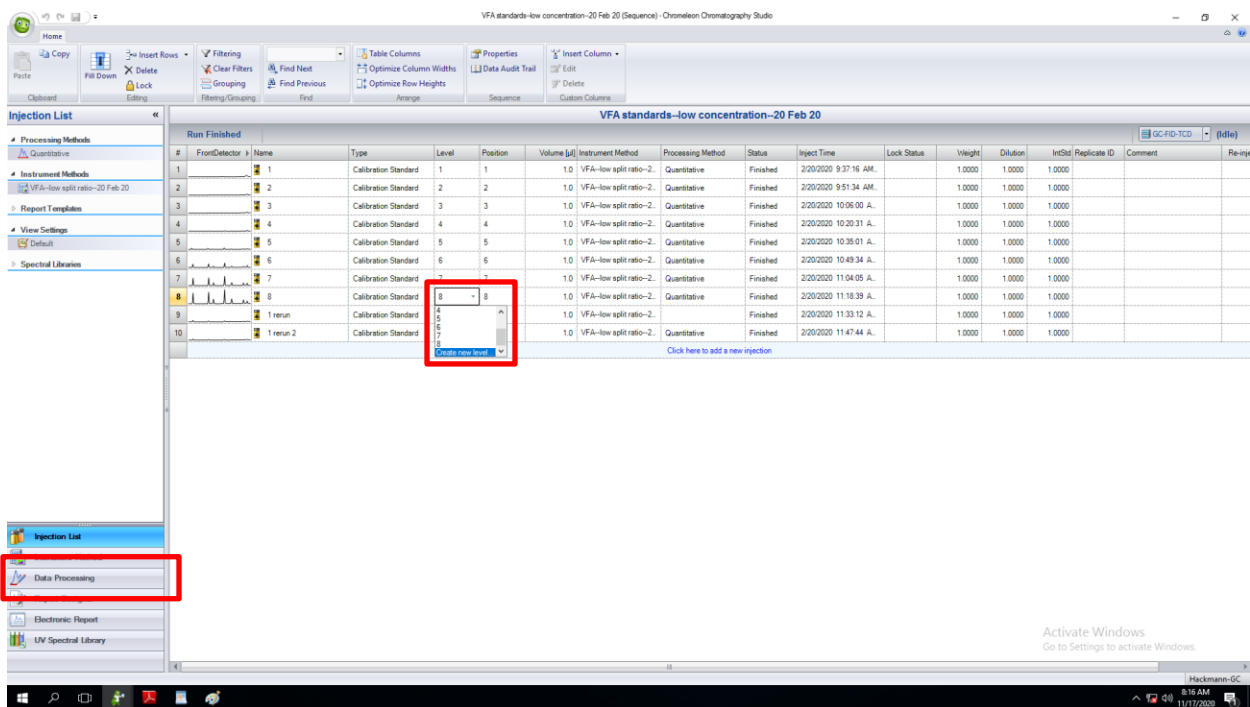 VFA standards--low concentration--20 Feb 20 (Sequence) - Chromeleon Chromatography Studio
Home
Paste
Copy
Clipboard
Fill Down
Insert Rows
Delete
Lock
Editing
Filtering
Clear Filters
Grouping
Filtering/Grouping
Find Next
Find Previous
Find
Table Columns
Optimize Column Widths
Optimize Row Heights
Arrange
Properties
Data Audit Trail
Sequence
Insert Column
Edit
Delete
Custom Columns
Injection List «
VFA standards--low concentration--20 Feb 20
Processing Methods
Quantitative
Instrument Methods
VFA--low split ratio--20 Feb 20
Report Templates
View Settings
Default
Spectral Libraries
Run Finished
GC-FID-TCD (Idle)
# FrontDetector Name Type Level Position Volume [µl] Instrument Method Processing Method Status Inject Time Lock Status Weight Dilution IntStd Replicate ID Comment Re-inje
1 1 Calibration Standard 1 1 1.0 VFA--low split ratio--2... Quantitative Finished 2/20/2020 9:37:16 AM... 1.0000 1.0000 1.0000
2 2 Calibration Standard 2 2 1.0 VFA--low split ratio--2... Quantitative Finished 2/20/2020 9:51:34 AM... 1.0000 1.0000 1.0000
3 3 Calibration Standard 3 3 1.0 VFA--low split ratio--2... Quantitative Finished 2/20/2020 10:06:00 A... 1.0000 1.0000 1.0000
4 4 Calibration Standard 4 4 1.0 VFA--low split ratio--2... Quantitative Finished 2/20/2020 10:20:31 A... 1.0000 1.0000 1.0000
5 5 Calibration Standard 5 5 1.0 VFA--low split ratio--2... Quantitative Finished 2/20/2020 10:35:01 A... 1.0000 1.0000 1.0000
6 6 Calibration Standard 6 6 1.0 VFA--low split ratio--2... Quantitative Finished 2/20/2020 10:49:34 A... 1.0000 1.0000 1.0000
7 7 Calibration Standard 7 7 1.0 VFA--low split ratio--2... Quantitative Finished 2/20/2020 11:04:05 A... 1.0000 1.0000 1.0000
8 8 Calibration Standard 8 8 1.0 VFA--low split ratio--2... Quantitative Finished 2/20/2020 11:18:39 A... 1.0000 1.0000 1.0000
9 1 rerun Calibration Standard 1.0 VFA--low split ratio--2... Finished 2/20/2020 11:33:12 A... 1.0000 1.0000 1.0000
10 1 rerun 2 Calibration Standard 1.0 VFA--low split ratio--2... Quantitative Finished 2/20/2020 11:47:44 A... 1.0000 1.0000 1.0000
4
5
6
7
8
Create new level...
Click here to add a new injection
Injection List
Data Processing
Electronic Report
UV Spectral Library
Activate Windows
Go to Settings to activate Windows.
Hackmann-GC
8:16 AM
11/17/2020